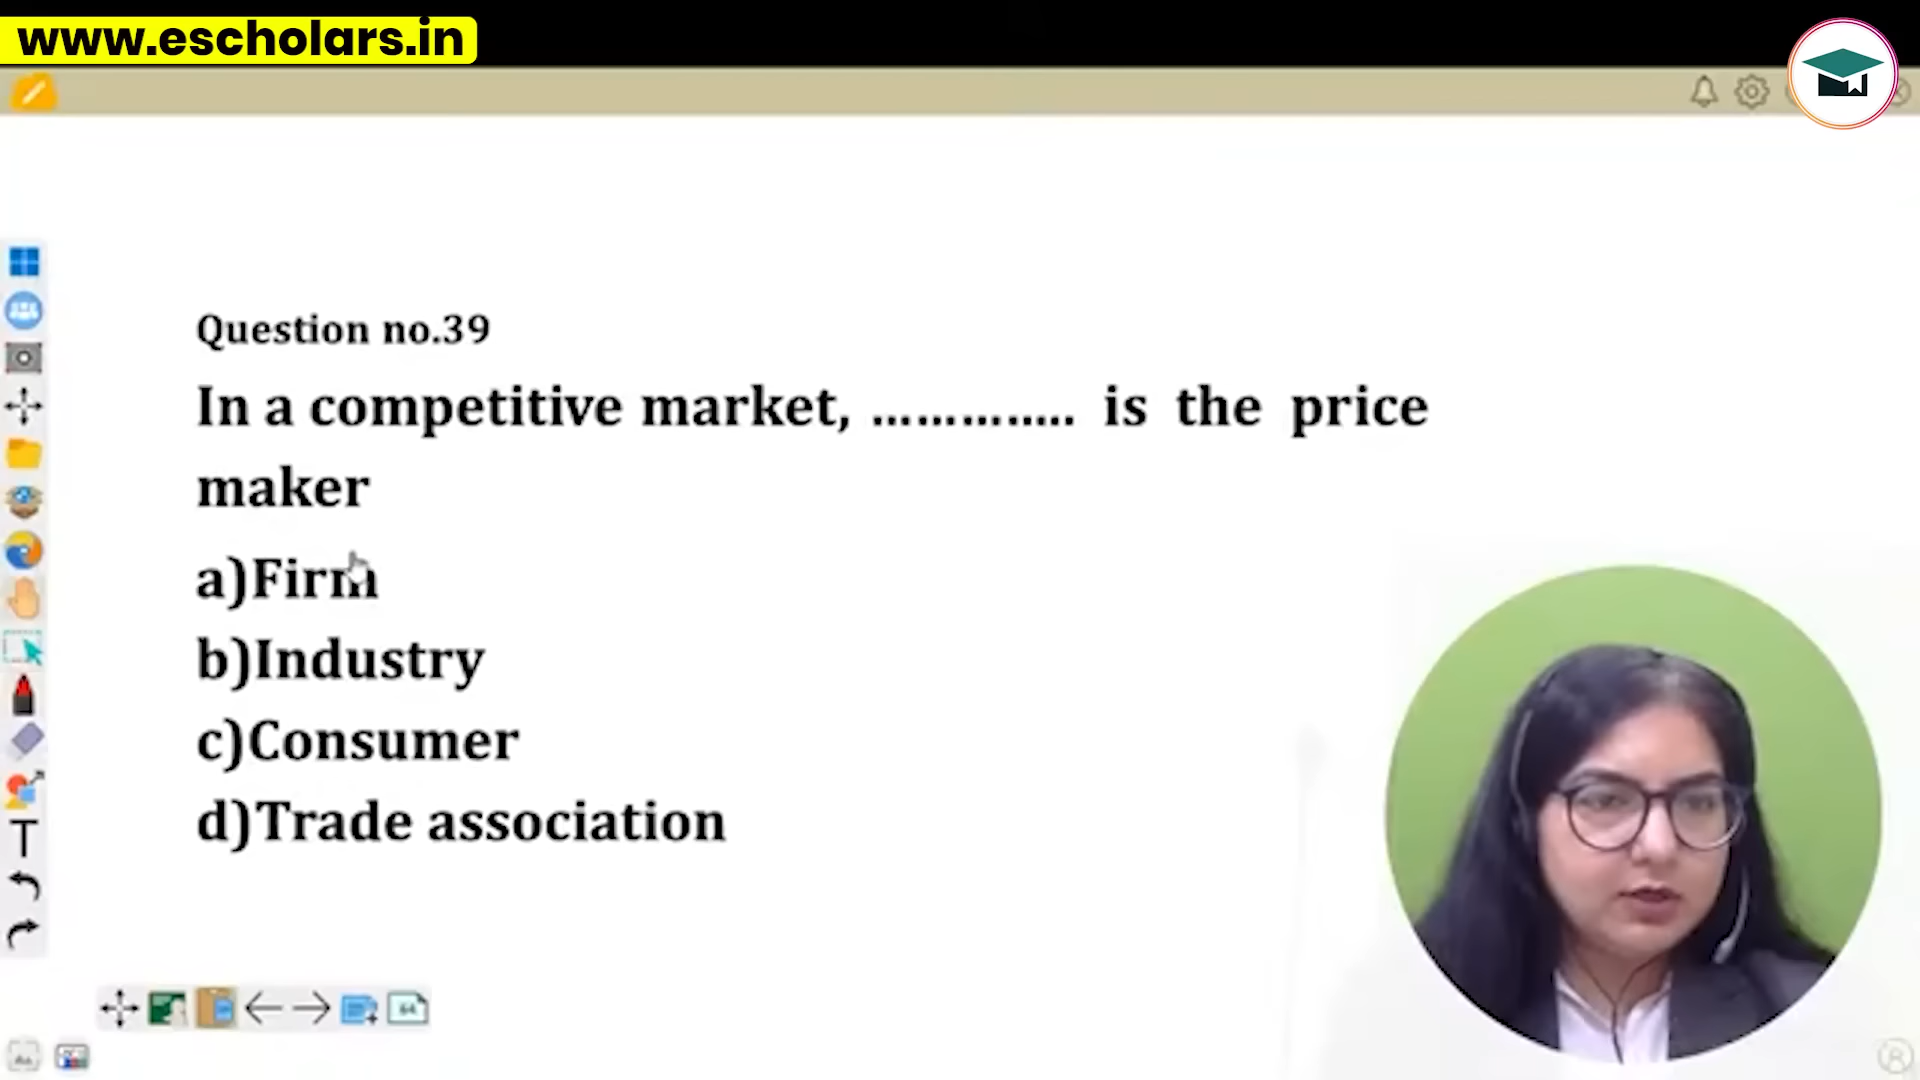 www.escholars.in
Question no.39
In a competitive market, .............. is the price
maker
a)Firm
b)Industry
c)Consumer
d)Trade association